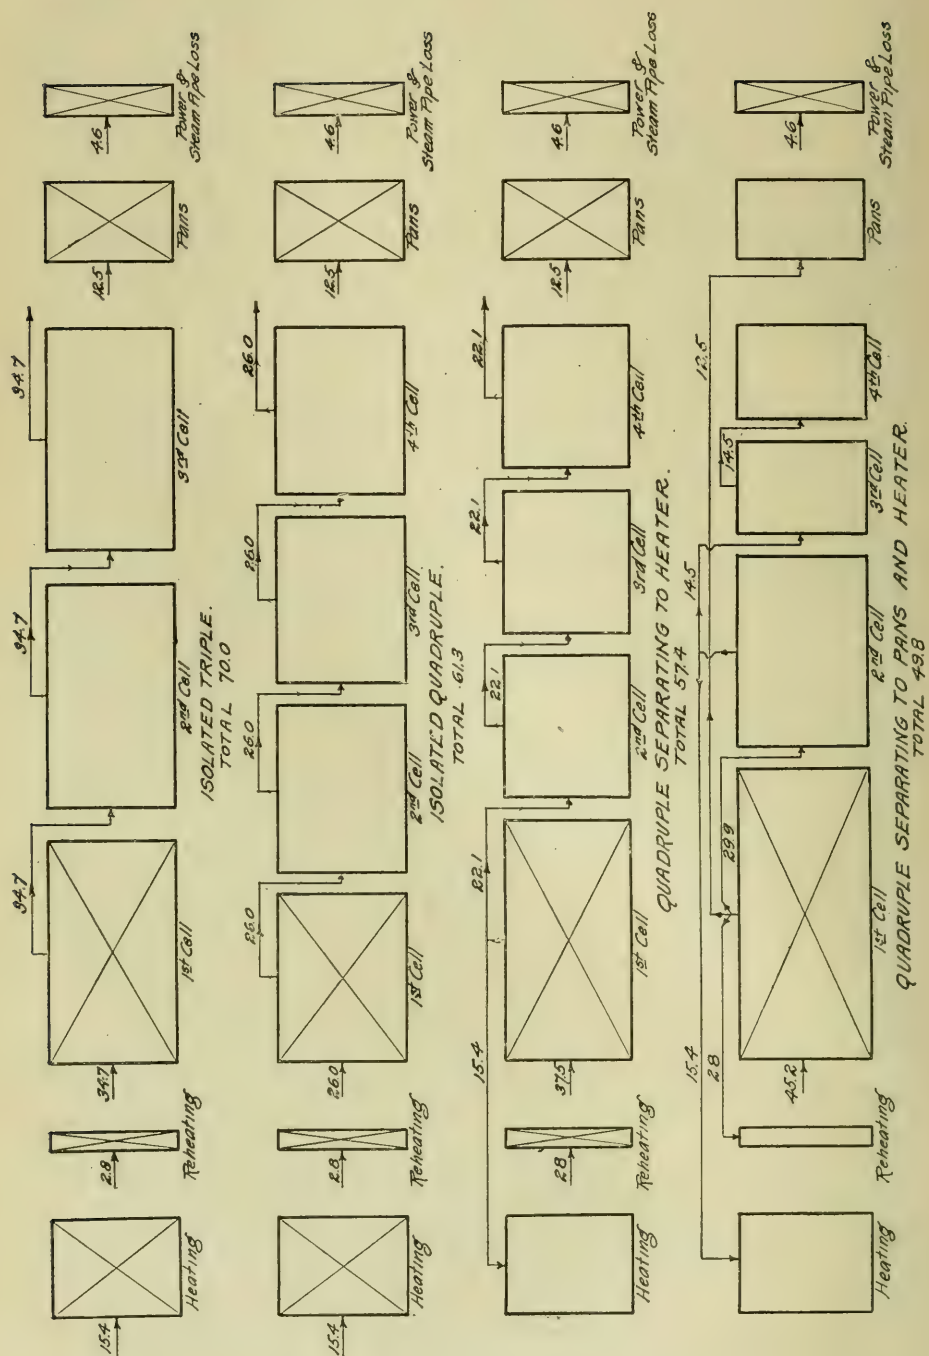 15.4
Heating
2.8
Reheating
34.7
1st Cell
34.7
2nd Cell
34.7
3rd Cell
34.7
12.5
Pans
4.6
Power &
Steam Pipe Loss
ISOLATED TRIPLE.
TOTAL 70.0
15.4
Heating
2.8
Reheating
26.0
1st Cell
26.0
2nd Cell
26.0
3rd Cell
26.0
4th Cell
26.0
12.5
Pans
4.6
Power &
Steam Pipe Loss
ISOLATED QUADRUPLE.
TOTAL 61.3
15.4
Heating
28
Reheating
37.5
1st Cell
22.1
2nd Cell
22.1
3rd Cell
22.1
4th Cell
22.1
12.5
Pans
4.6
Power &
Steam Pipe Loss
QUADRUPLE SEPARATING TO HEATER.
TOTAL 57.4
15.4
28
Heating
Reheating
45.2
1st Cell
29.9
2nd Cell
14.5
3rd Cell
14.5
4th Cell
12.5
Pans
4.6
Power &
Steam Pipe Loss
QUADRUPLE SEPARATING TO PANS AND HEATER.
TOTAL 49.8